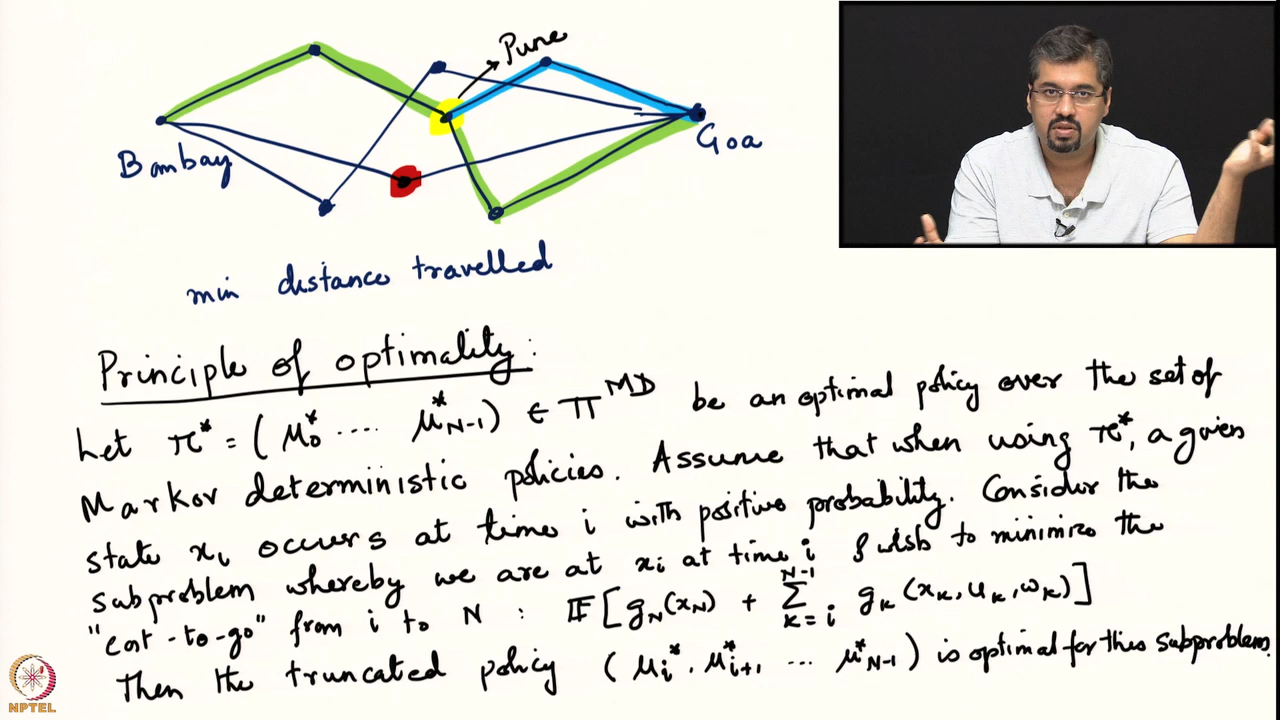 Pune
Goa
Bombay
min distance travelled
Principle of optimality:
Let π* = (μ₀* .... μ*N-1) ∈ Π^MD be an optimal policy over the set of
Markov deterministic policies. Assume that when using π*, a given
state xᵢ occurs at time i with positive probability. Consider the
subproblem whereby we are at xᵢ at time i & wish to minimize the
"cost-to-go" from i to N : E[gN(xN) + Σ_{k=i}^{N-1} gk(xk, uk, wk)]
Then the truncated policy (μᵢ*, μ*i+1 ... μ*N-1) is optimal for this subproblem.
NPTEL